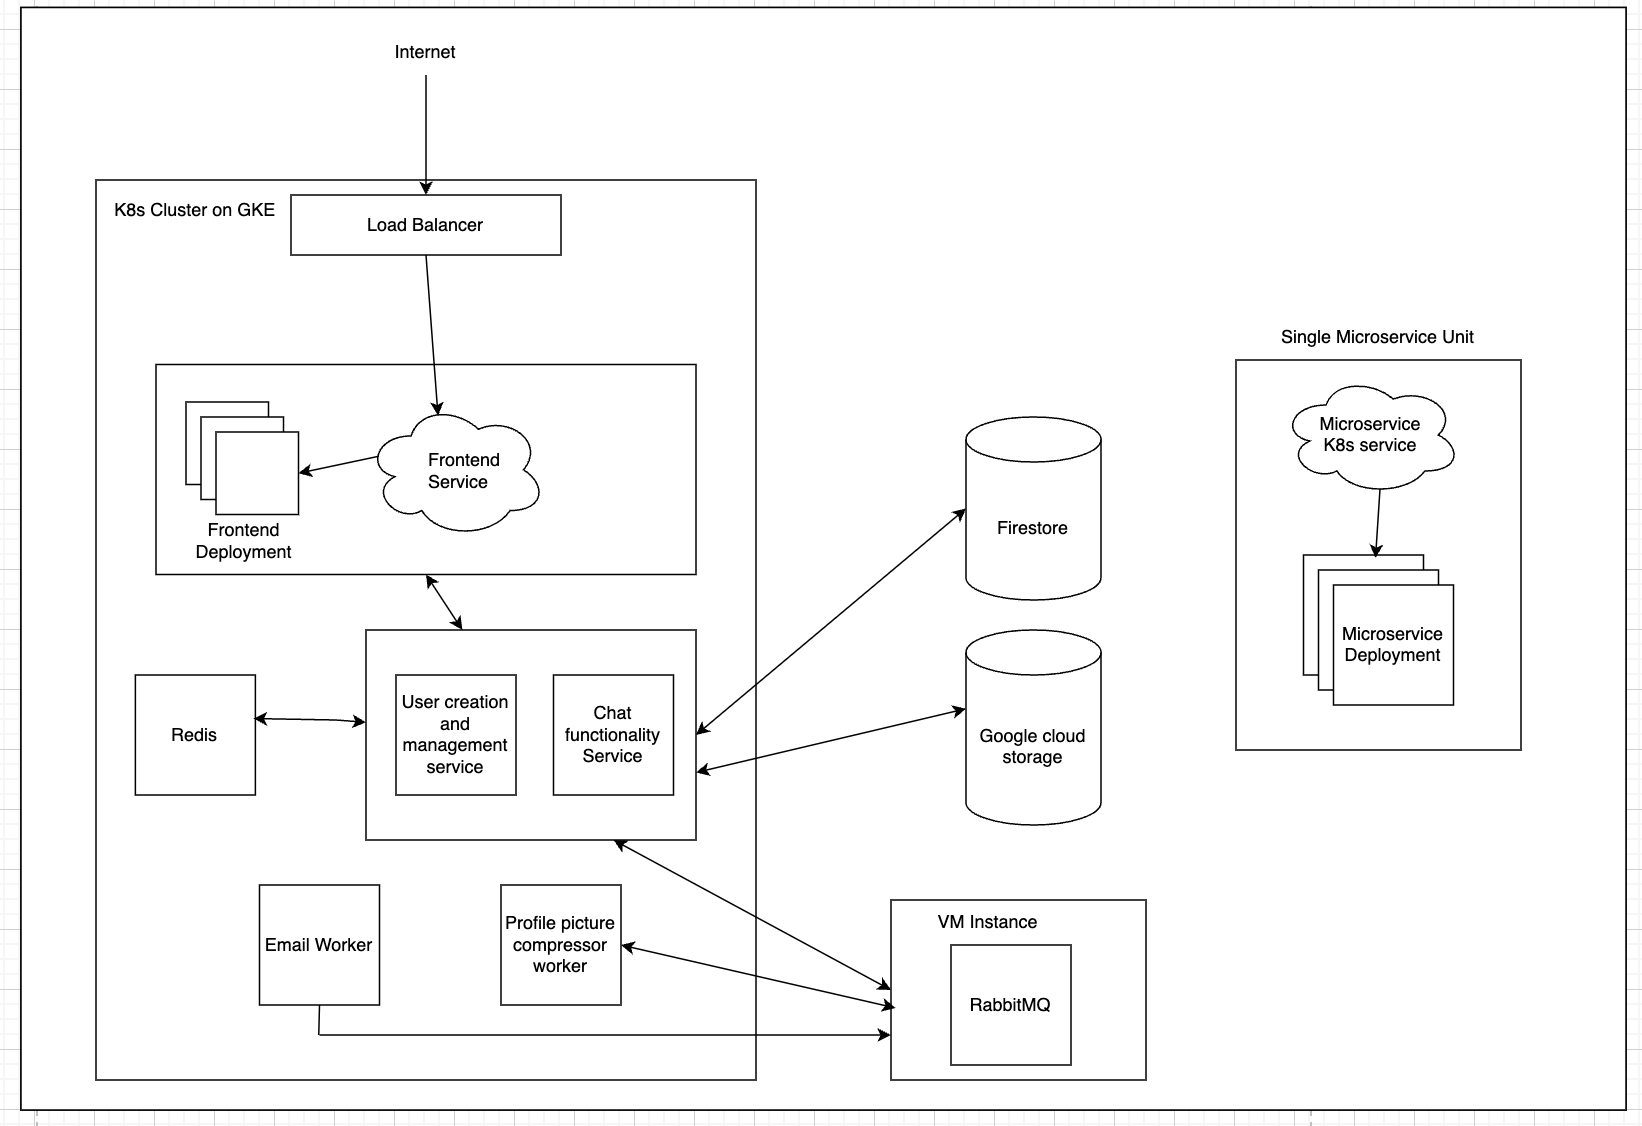 Internet
K8s Cluster on GKE
Load Balancer
Single Microservice Unit
Microservice
K8s service
Frontend
Service
Frontend
Deployment
Firestore
Microservice
Deployment
User creation
and
management
service
Chat
functionality
Service
Redis
Google cloud
storage
Email Worker
Profile picture
compressor
worker
VM Instance
RabbitMQ